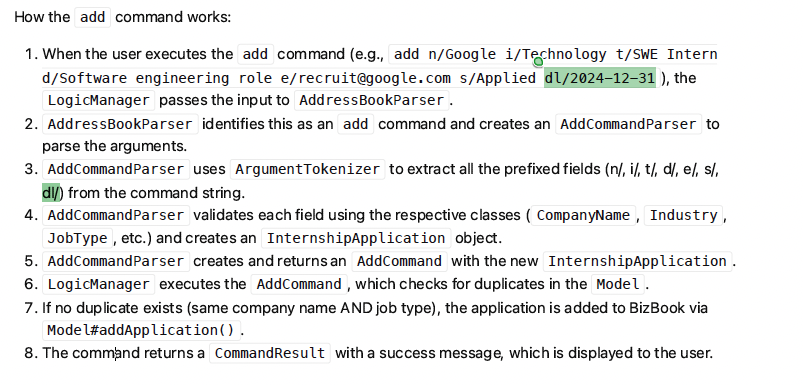 How the add command works:
1. When the user executes the add command (e.g., add n/Google i/Technology t/SWE Intern
d/Software engineering role e/recruit@google.com s/Applied dl/2024-12-31 ), the
LogicManager passes the input to AddressBookParser.
2. AddressBookParser identifies this as an add command and creates an AddCommandParser to
parse the arguments.
3. AddCommandParser uses ArgumentTokenizer to extract all the prefixed fields (n/, i/, t/, d/, e/, s/,
dl/) from the command string.
4. AddCommandParser validates each field using the respective classes ( CompanyName , Industry ,
JobType , etc.) and creates an InternshipApplication object.
5. AddCommandParser creates and returns an AddCommand with the new InternshipApplication .
6. LogicManager executes the AddCommand , which checks for duplicates in the Model .
7. If no duplicate exists (same company name AND job type), the application is added to BizBook via
Model#addApplication() .
8. The command returns a CommandResult with a success message, which is displayed to the user.